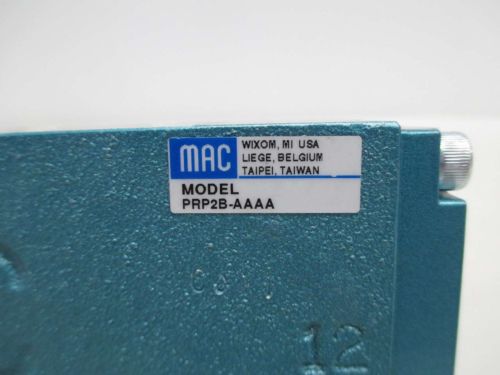 MAC
WIXOM, MI USA
LIEGE, BELGIUM
TAIPEI, TAIWAN
MODEL
PRP2B-AAAA
12